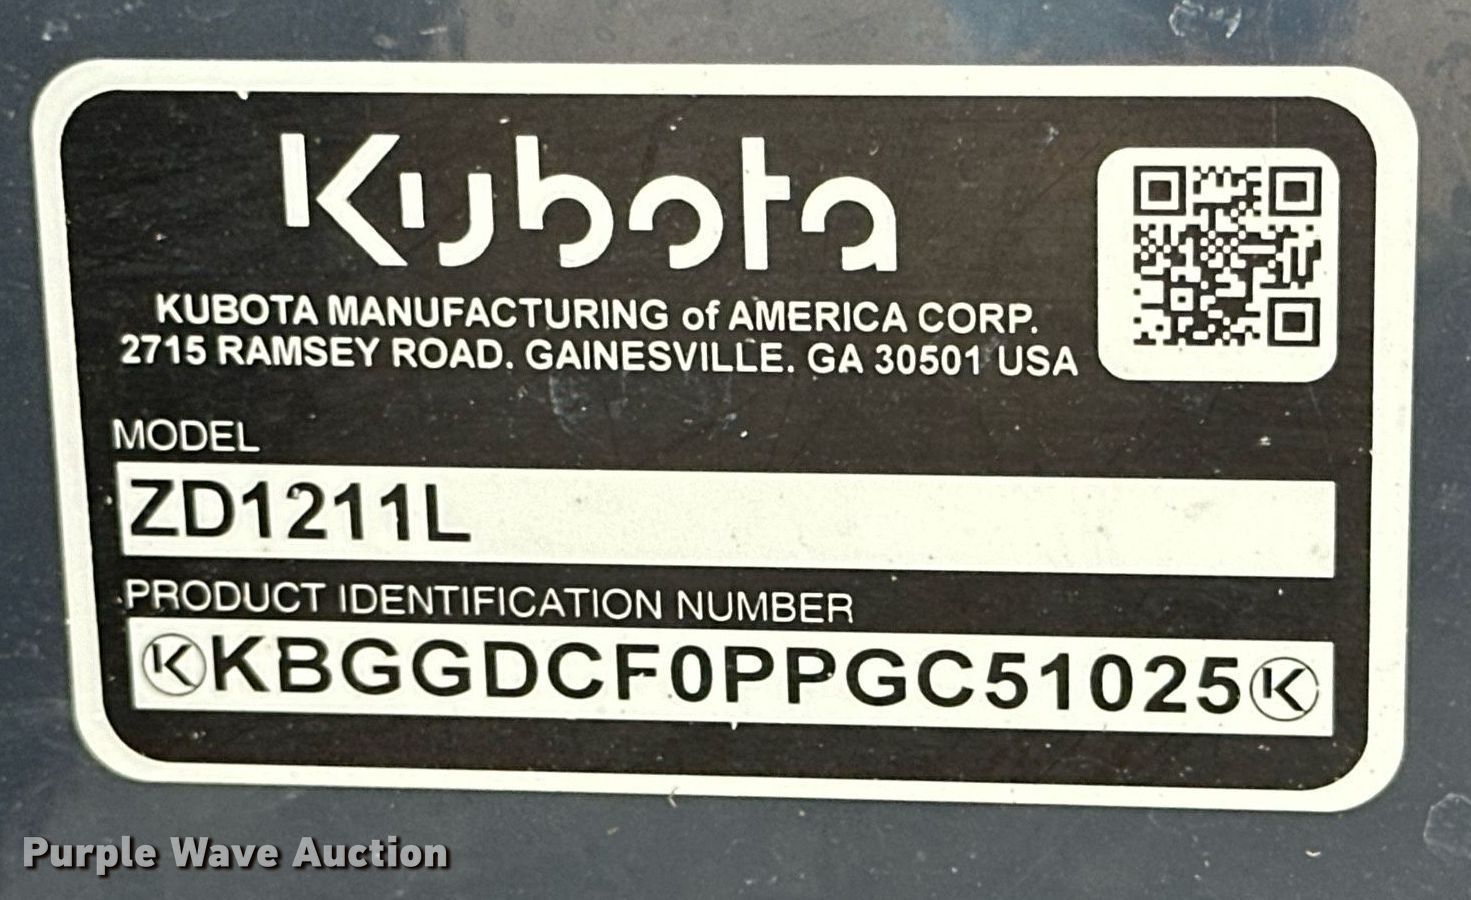 Kubota
KUBOTA MANUFACTURING of AMERICA CORP.
2715 RAMSEY ROAD. GAINESVILLE. GA 30501 USA
MODEL
ZD1211L
PRODUCT IDENTIFICATION NUMBER
KKBGGDCF0PPGC51025K
Purple Wave Auction